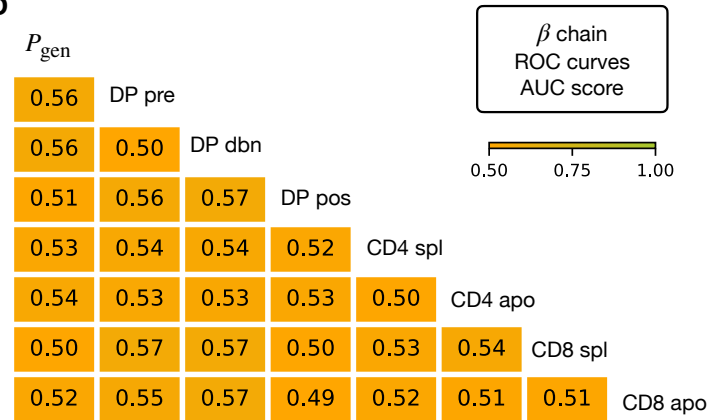 P_gen
β chain
ROC curves
AUC score
0.50 0.75 1.00
0.56 DP pre
0.56 0.50 DP dbn
0.51 0.56 0.57 DP pos
0.53 0.54 0.54 0.52 CD4 spl
0.54 0.53 0.53 0.53 0.50 CD4 apo
0.50 0.57 0.57 0.50 0.53 0.54 CD8 spl
0.52 0.55 0.57 0.49 0.52 0.51 0.51 CD8 apo